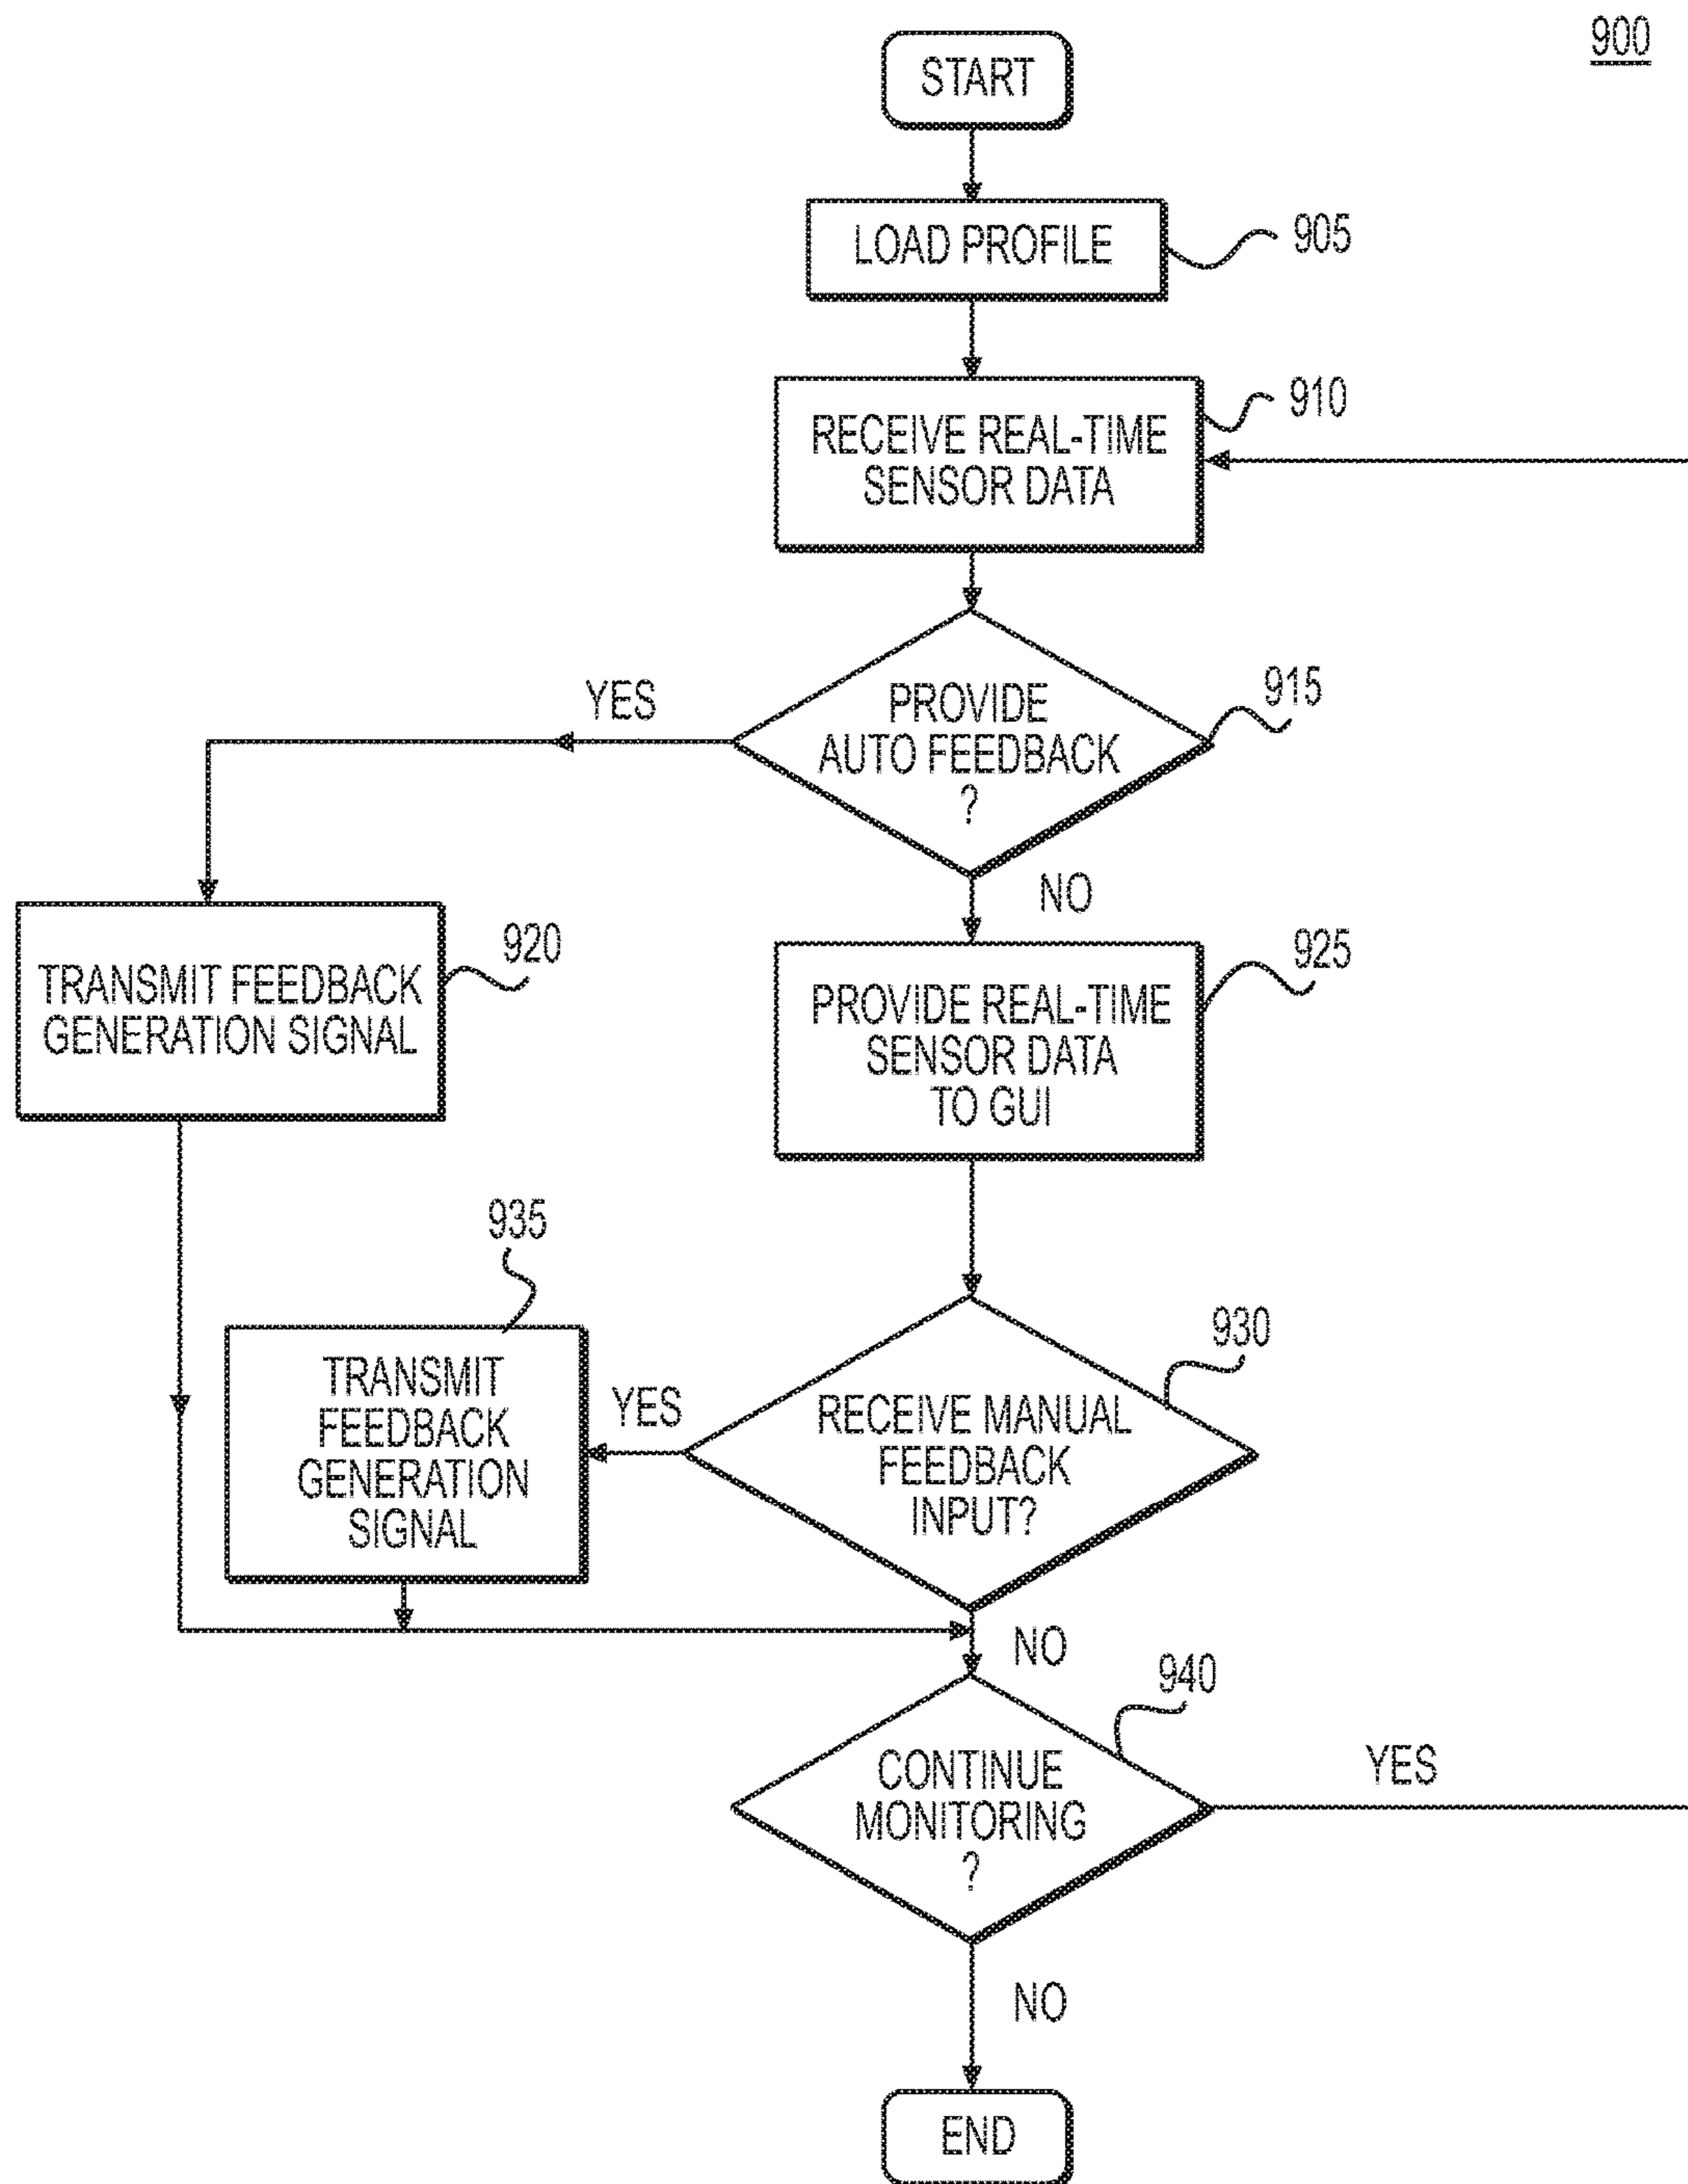 900
START
LOAD PROFILE
905
910
RECEIVE REAL-TIME
SENSOR DATA
915
YES
PROVIDE
AUTO FEEDBACK
?
NO
920
TRANSMIT FEEDBACK
GENERATION SIGNAL
925
PROVIDE REAL-TIME
SENSOR DATA
TO GUI
935
TRANSMIT
FEEDBACK
GENERATION
SIGNAL
YES
930
RECEIVE MANUAL
FEEDBACK
INPUT?
NO
940
CONTINUE
MONITORING
?
YES
NO
END